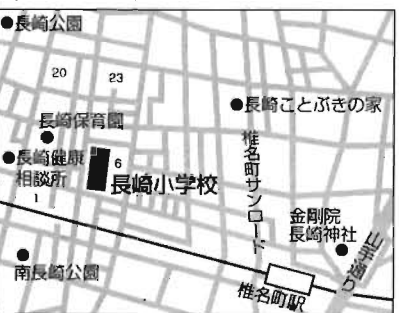 ●長崎公園
20
23
●長崎ことぶきの家
長崎保育園
●長崎健康
相談所
6
長崎小学校
1
椎名町サンロード
金剛院
長崎神社
山手通り
南長崎公園
椎名町駅